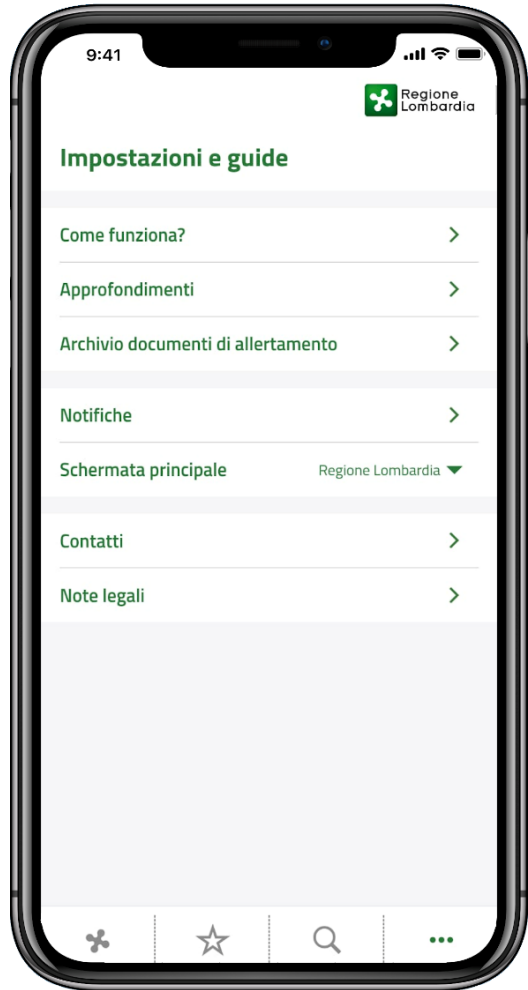 9:41
Regione
Lombardia
Impostazioni e guide
Come funziona?
Approfondimenti
Archivio documenti di allertamento
Notifiche
Schermata principale Regione Lombardia
Contatti
Note legali